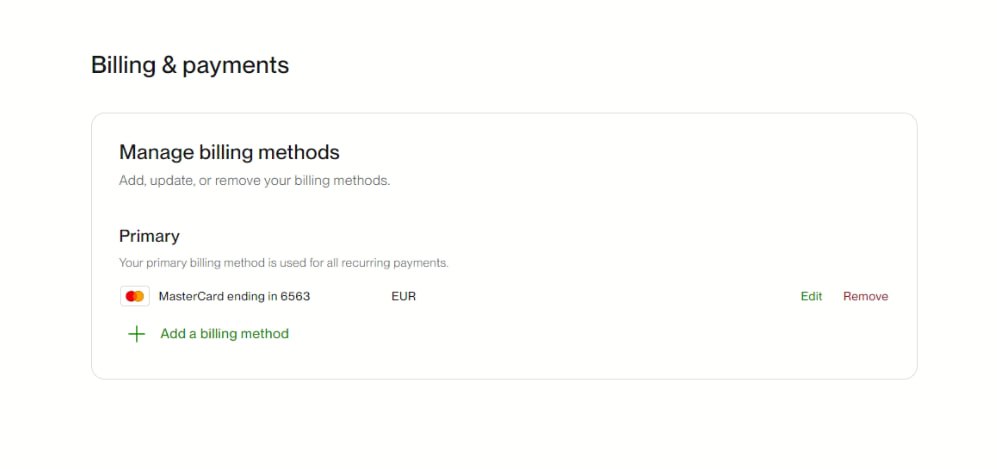 Billing & payments
Manage billing methods
Add, update, or remove your billing methods.
Primary
Your primary billing method is used for all recurring payments.
MasterCard ending in 6563 EUR Edit Remove
Add a billing method